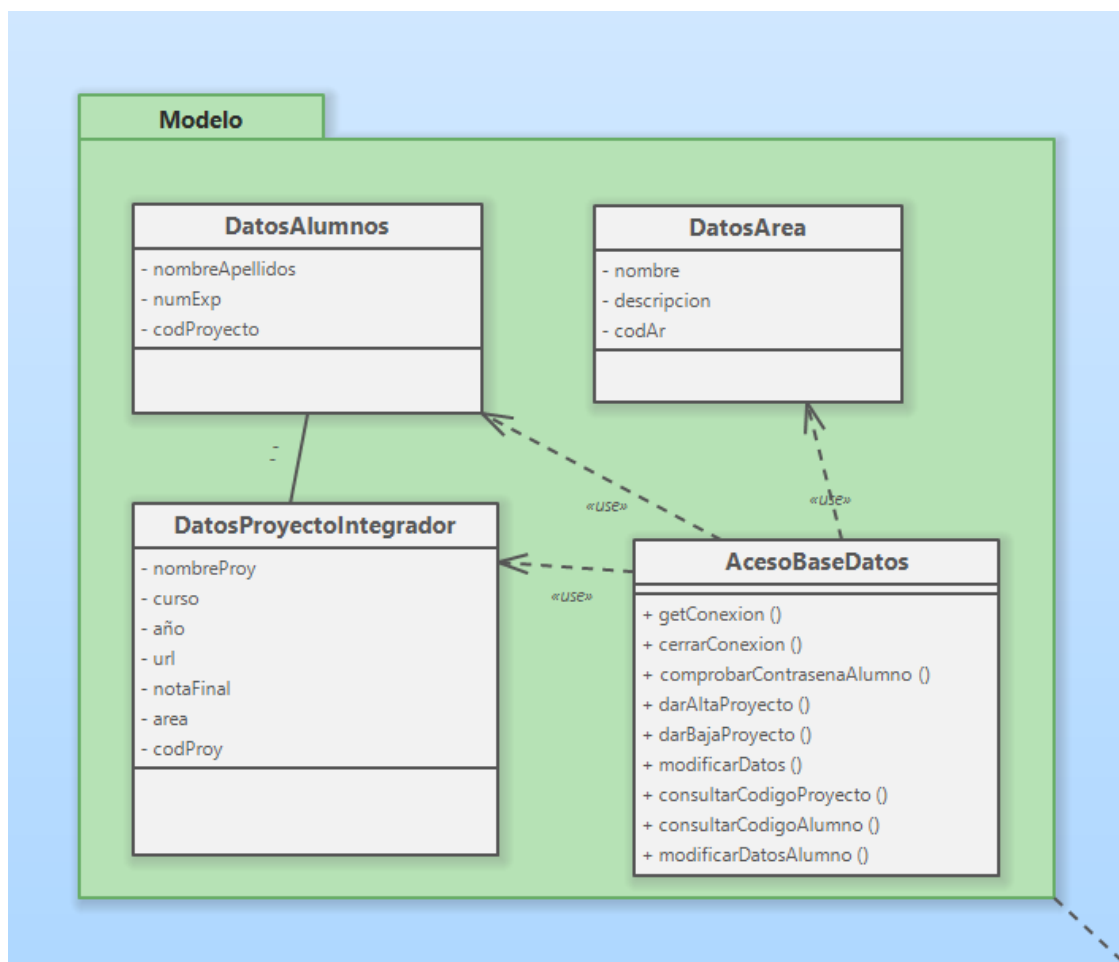 Modelo
DatosAlumnos
- nombreApellidos
- numExp
- codProyecto
DatosArea
- nombre
- descripcion
- codAr
-
-
«use»
«use»
«use»
DatosProyectoIntegrador
- nombreProy
- curso
- año
- url
- notaFinal
- area
- codProy
AcesoBaseDatos
+ getConexion ()
+ cerrarConexion ()
+ comprobarContrasenaAlumno ()
+ darAltaProyecto ()
+ darBajaProyecto ()
+ modificarDatos ()
+ consultarCodigoProyecto ()
+ consultarCodigoAlumno ()
+ modificarDatosAlumno ()